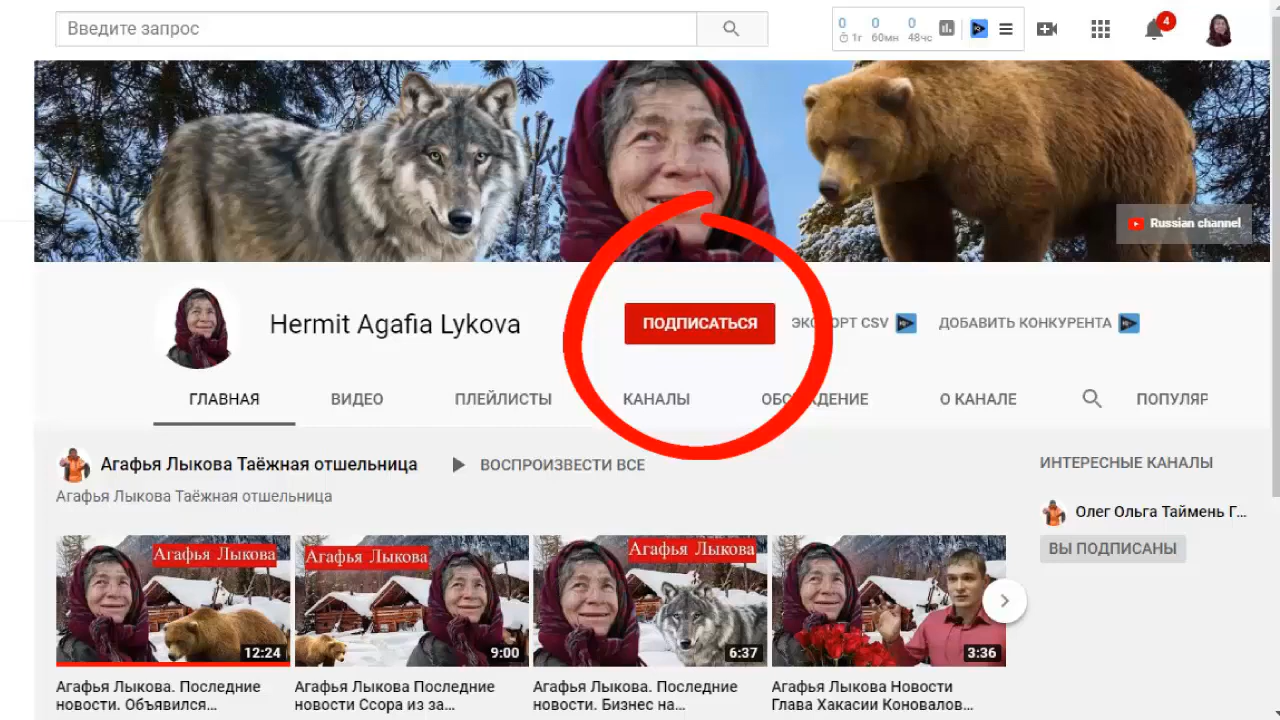 Введите запрос
0 0 0
1г 60мн 48чс
4
Russian channel
Hermit Agafia Lykova
ПОДПИСАТЬСЯ
ЭКСПОРТ CSV
ДОБАВИТЬ КОНКУРЕНТА
ГЛАВНАЯ
ВИДЕО
ПЛЕЙЛИСТЫ
КАНАЛЫ
ОБСУЖДЕНИЕ
О КАНАЛЕ
ПОПУЛЯР
Агафья Лыкова Таёжная отшельница
ВОСПРОИЗВЕСТИ ВСЕ
Агафья Лыкова Таёжная отшельница
ИНТЕРЕСНЫЕ КАНАЛЫ
Олег Ольга Таймень Г...
ВЫ ПОДПИСАНЫ
Агафья Лыкова
12:24
Агафья Лыкова
9:00
Агафья Лыкова
6:37
3:36
Агафья Лыкова. Последние
новости. Объявился...
Агафья Лыкова Последние
новости Ссора из за...
Агафья Лыкова. Последние
новости. Бизнес на...
Агафья Лыкова Новости
Глава Хакасии Коновалов...